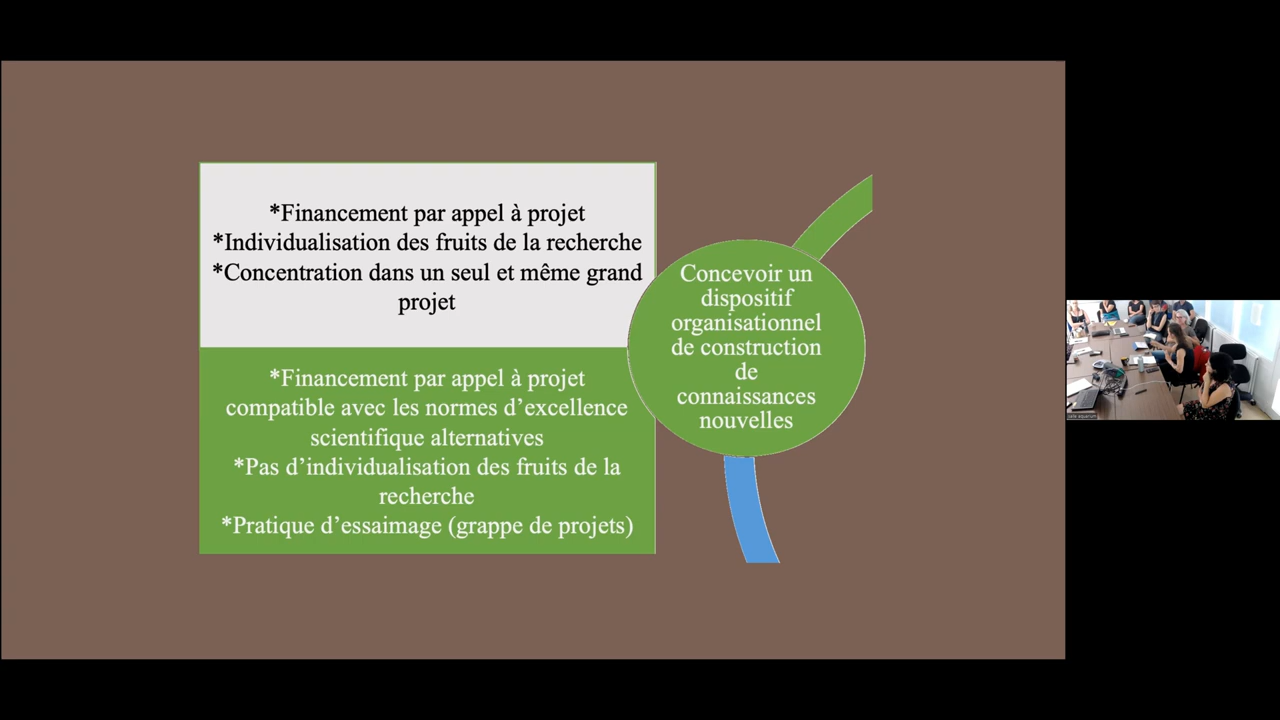 *Financement par appel à projet
*Individualisation des fruits de la recherche
*Concentration dans un seul et même grand
projet
*Financement par appel à projet
compatible avec les normes d’excellence
scientifique alternatives
*Pas d’individualisation des fruits de la
recherche
*Pratique d’essaimage (grappe de projets)
Concevoir un
dispositif
organisationnel
de construction
de
connaissances
nouvelles